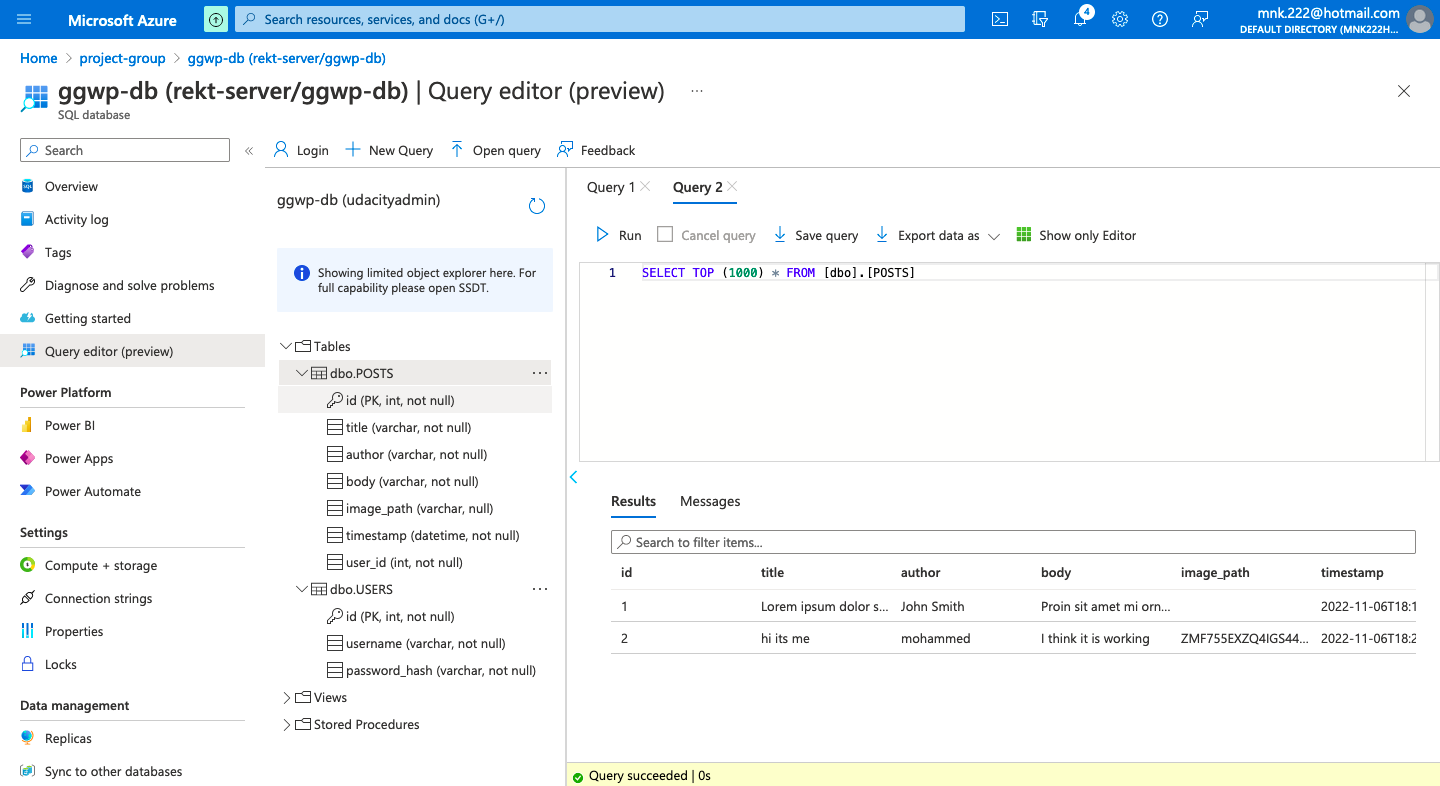 Microsoft Azure
Search resources, services, and docs (G+/)
4
mnk.222@hotmail.com
DEFAULT DIRECTORY (MNK222H...
Home > project-group > ggwp-db (rekt-server/ggwp-db)
ggwp-db (rekt-server/ggwp-db) | Query editor (preview) ...
SQL database
Search
«
Login
New Query
Open query
Feedback
Overview
Activity log
Tags
Diagnose and solve problems
Getting started
Query editor (preview)
Power Platform
Power BI
Power Apps
Power Automate
Settings
Compute + storage
Connection strings
Properties
Locks
Data management
Replicas
Sync to other databases
ggwp-db (udacityadmin)
Showing limited object explorer here. For
full capability please open SSDT.
Tables
dbo.POSTS ...
id (PK, int, not null)
title (varchar, not null)
author (varchar, not null)
body (varchar, not null)
image_path (varchar, null)
timestamp (datetime, not null)
user_id (int, not null)
dbo.USERS ...
id (PK, int, not null)
username (varchar, not null)
password_hash (varchar, not null)
Views
Stored Procedures
Query 1
Query 2
Run
Cancel query
Save query
Export data as
Show only Editor
1 SELECT TOP (1000) * FROM [dbo].[POSTS]
Results
Messages
Search to filter items...
id title author body image_path timestamp
1 Lorem ipsum dolor s... John Smith Proin sit amet mi orn... 2022-11-06T18:1
2 hi its me mohammed I think it is working ZMF755EXZQ4IGS44... 2022-11-06T18:2
Query succeeded | 0s